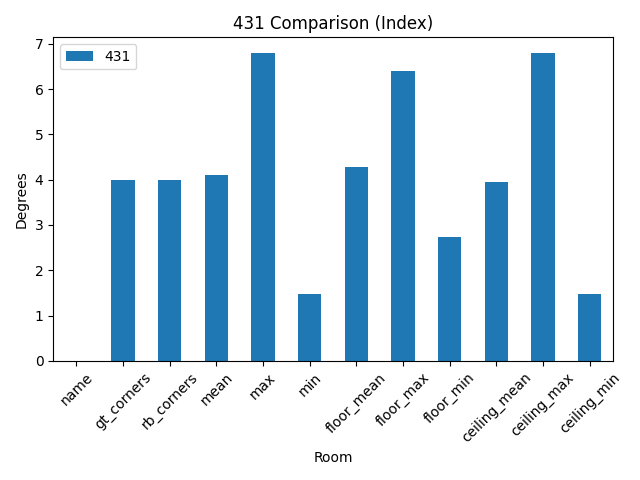 431 Comparison (Index)
431
Degrees
7
6
5
4
3
2
1
0
name
gt_corners
rb_corners
mean
max
min
floor_mean
floor_max
floor_min
ceiling_mean
ceiling_max
ceiling_min
Room